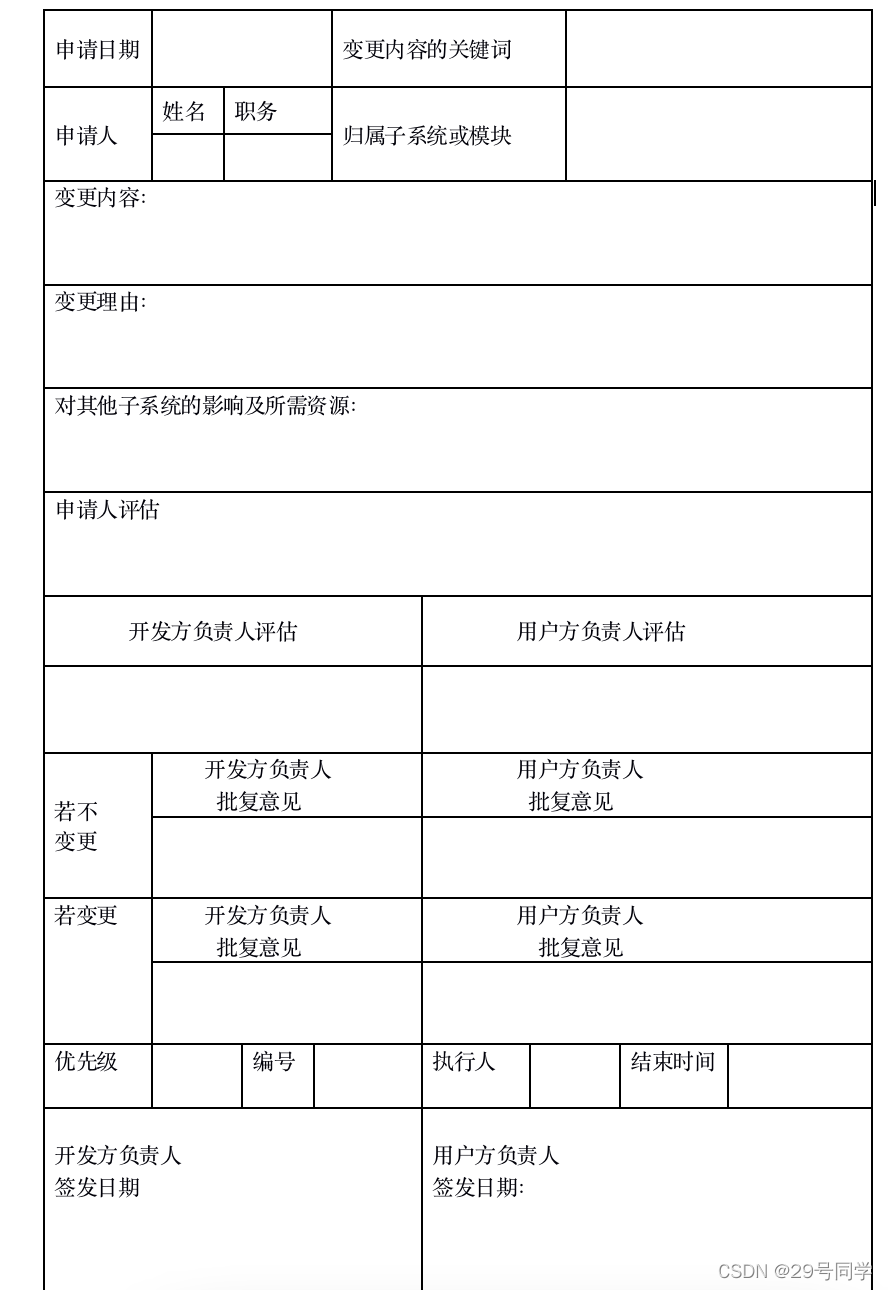 申请日期
变更内容的关键词
申请人
姓名
职务
归属子系统或模块
变更内容:
变更理由:
对其他子系统的影响及所需资源:
申请人评估
开发方负责人评估
用户方负责人评估
若不
变更
开发方负责人
批复意见
用户方负责人
批复意见
若变更
开发方负责人
批复意见
用户方负责人
批复意见
优先级
编号
执行人
结束时间
开发方负责人
签发日期
用户方负责人
签发日期:
CSDN @29号同学